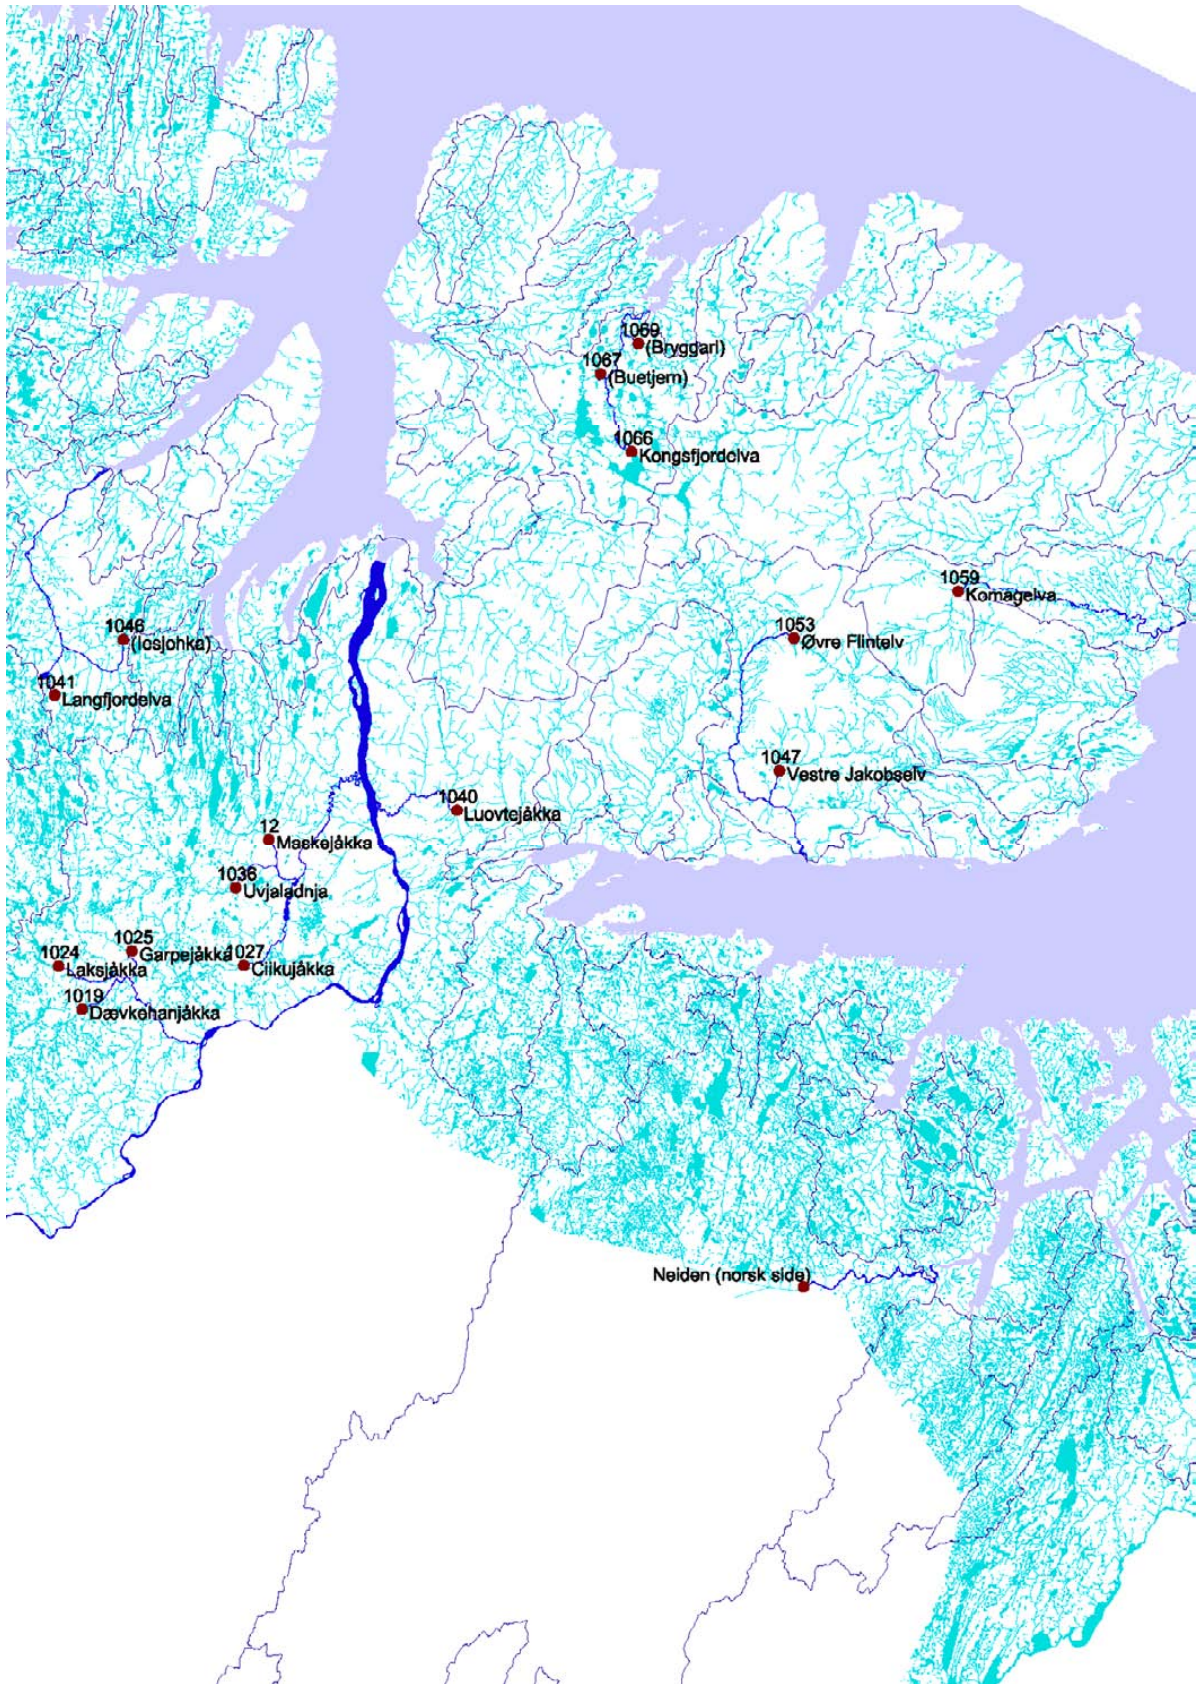 1069
(Bryggari)
1067
(Buetjern)
1066
Kongsfjordelva
1059
Komagelva
1046
(Iesjohka)
1053
Øvre Flintelv
1041
Langfjordelva
1047
Vestre Jakobselv
1040
Luovtejåkka
12
Maskejåkka
1036
Uvjaladnja
1025
Garpejåkka
1027
Ciikujåkka
1024
Laksjåkka
1019
Dævkehanjåkka
Neiden (norsk side)